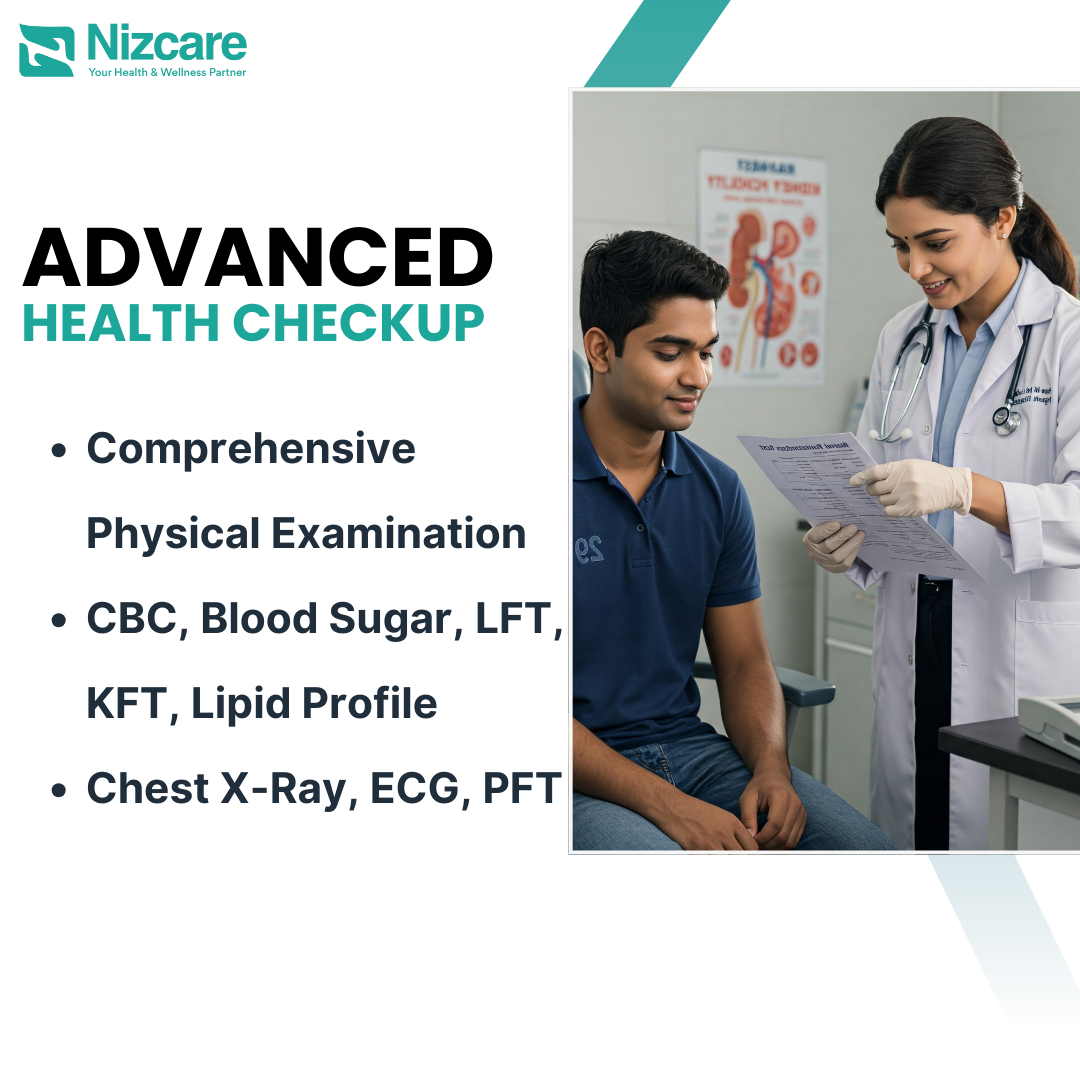 Nizcare
Your Health & Wellness Partner
ADVANCED
HEALTH CHECKUP
• Comprehensive
Physical Examination
• CBC, Blood Sugar, LFT,
KFT, Lipid Profile
• Chest X-Ray, ECG, PFT
29